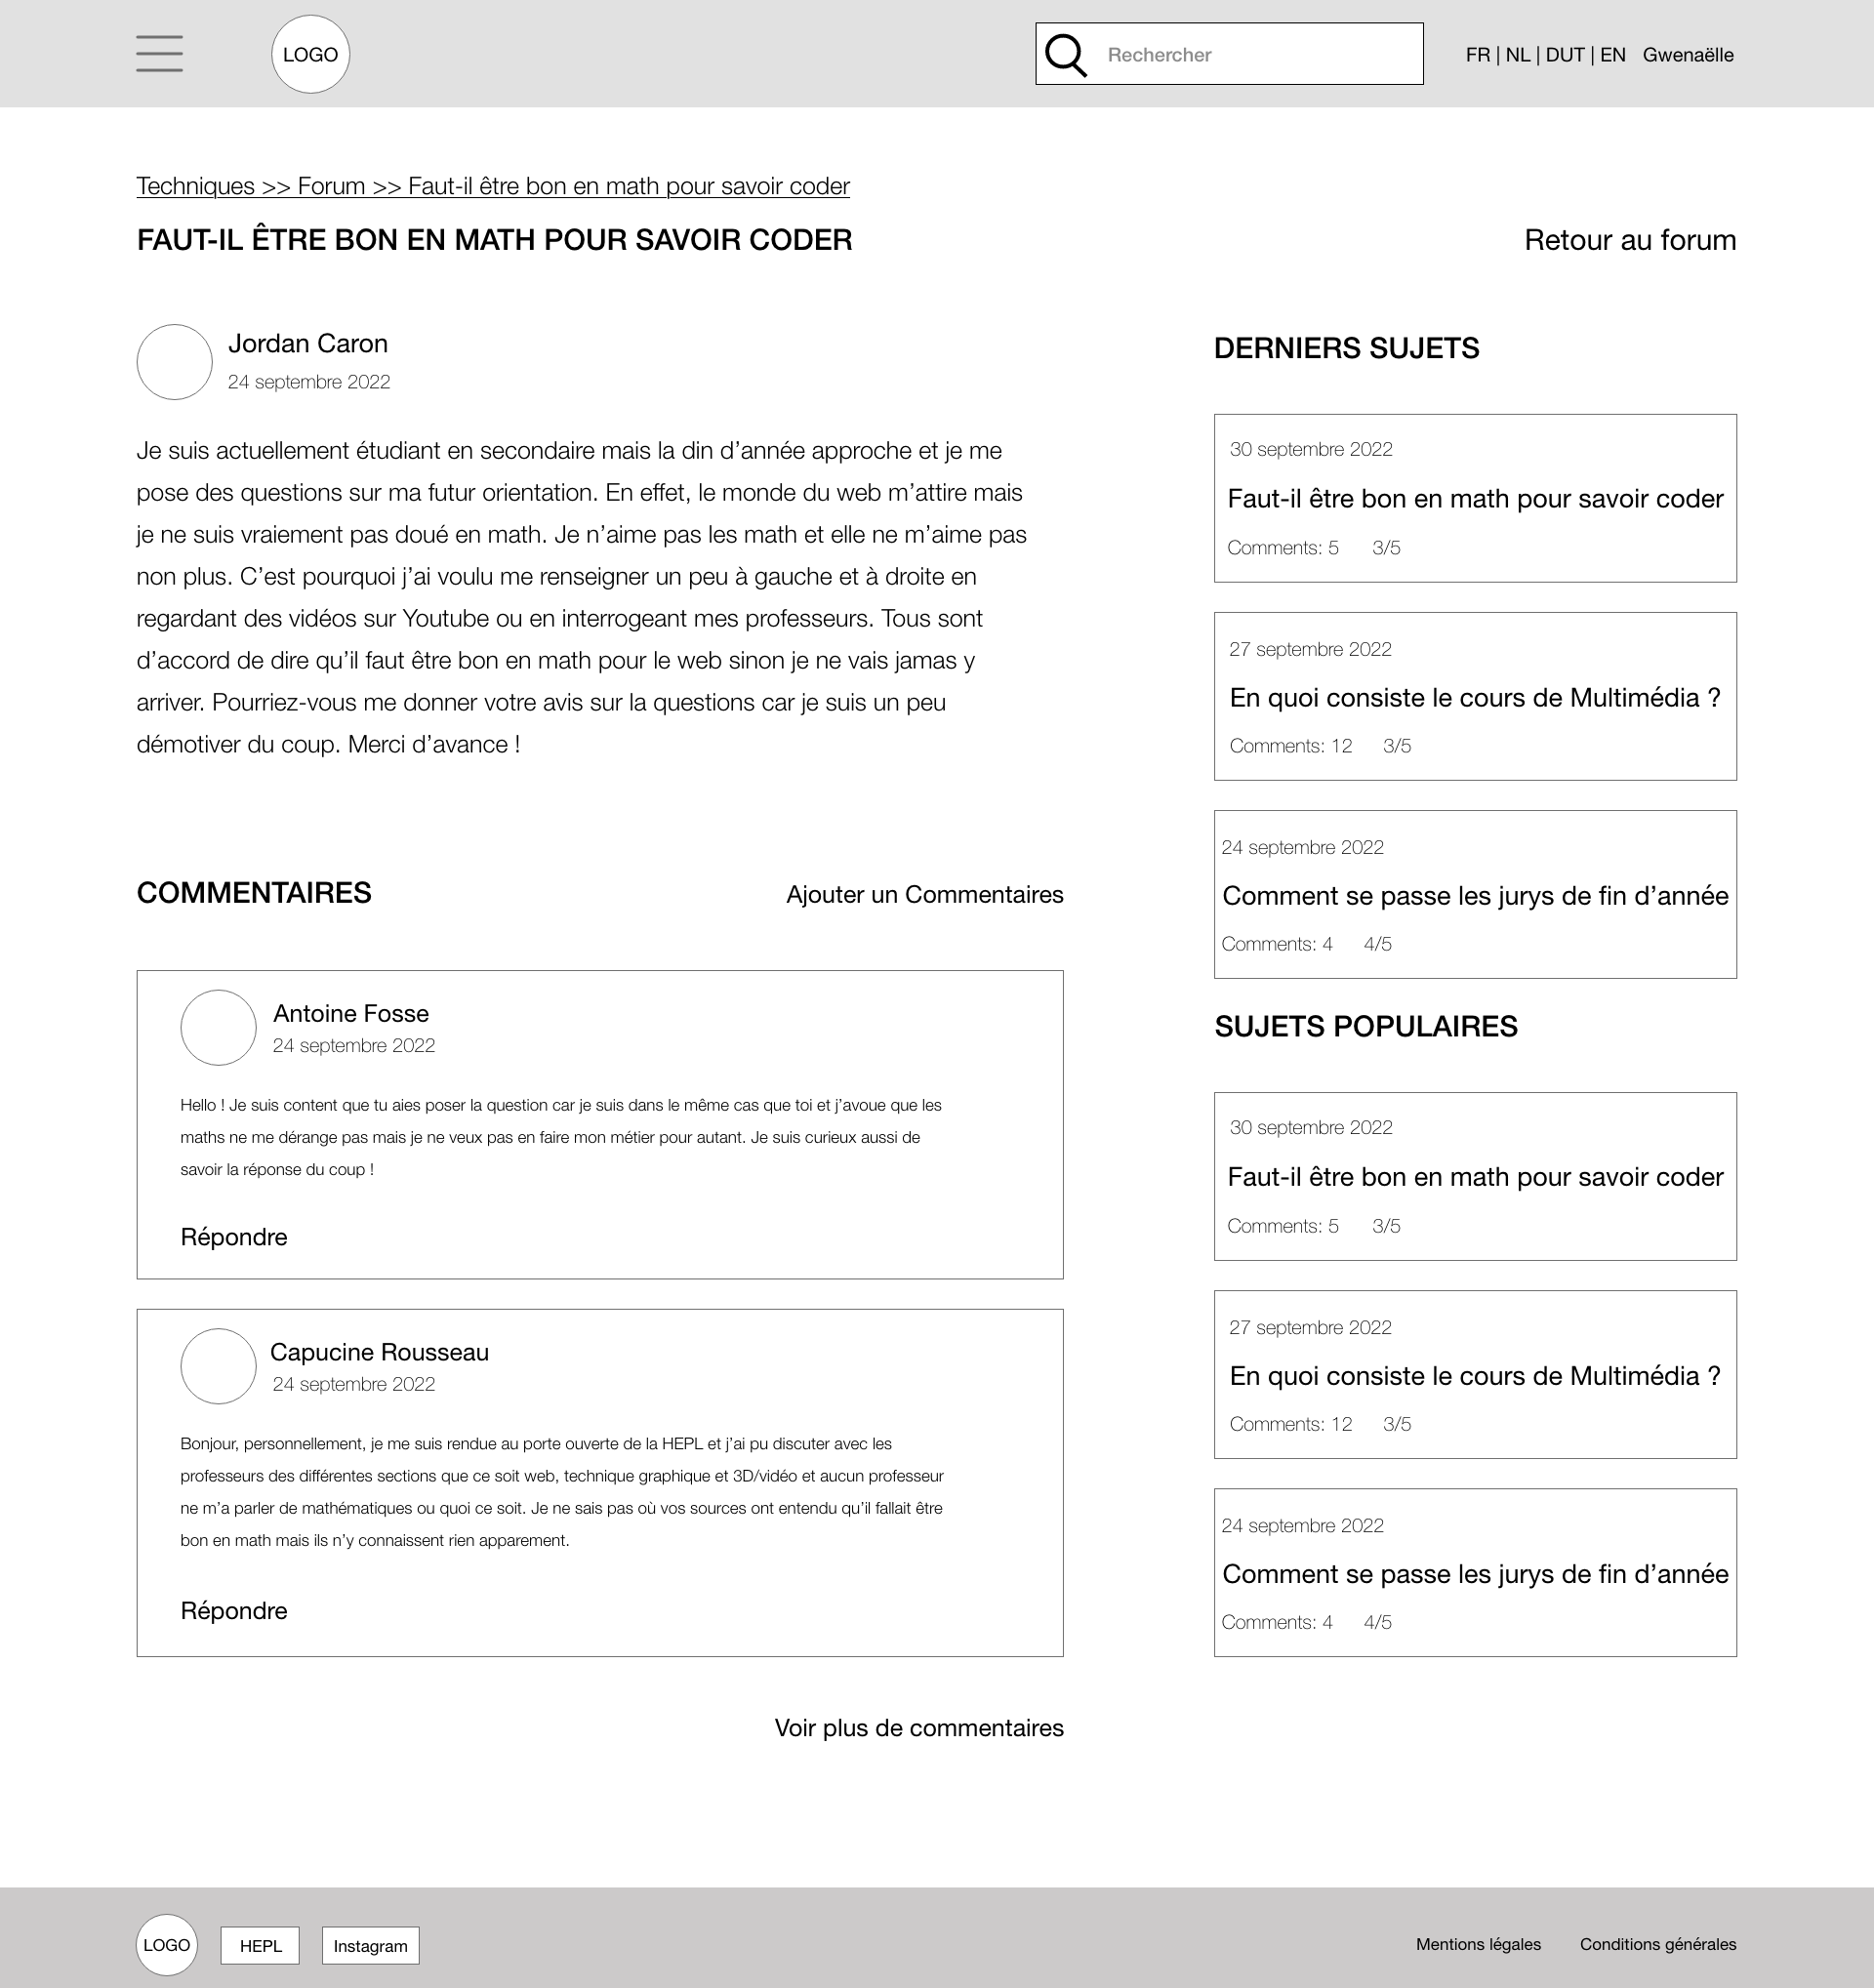 LOGO
Rechercher
FR | NL | DUT | EN
Gwenaëlle
Techniques >> Forum >> Faut-il être bon en math pour savoir coder
FAUT-IL ÊTRE BON EN MATH POUR SAVOIR CODER
Retour au forum
Jordan Caron
24 septembre 2022
Je suis actuellement étudiant en secondaire mais la din d’année approche et je me
pose des questions sur ma futur orientation. En effet, le monde du web m’attire mais
je ne suis vraiement pas doué en math. Je n’aime pas les math et elle ne m’aime pas
non plus. C’est pourquoi j’ai voulu me renseigner un peu à gauche et à droite en
regardant des vidéos sur Youtube ou en interrogeant mes professeurs. Tous sont
d’accord de dire qu’il faut être bon en math pour le web sinon je ne vais jamas y
arriver. Pourriez-vous me donner votre avis sur la questions car je suis un peu
démotiver du coup. Merci d’avance !
COMMENTAIRES
Ajouter un Commentaires
Antoine Fosse
24 septembre 2022
Hello ! Je suis content que tu aies poser la question car je suis dans le même cas que toi et j’avoue que les
maths ne me dérange pas mais je ne veux pas en faire mon métier pour autant. Je suis curieux aussi de
savoir la réponse du coup !
Répondre
Capucine Rousseau
24 septembre 2022
Bonjour, personnellement, je me suis rendue au porte ouverte de la HEPL et j’ai pu discuter avec les
professeurs des différentes sections que ce soit web, technique graphique et 3D/vidéo et aucun professeur
ne m’a parler de mathématiques ou quoi ce soit. Je ne sais pas où vos sources ont entendu qu’il fallait être
bon en math mais ils n’y connaissent rien apparement.
Répondre
Voir plus de commentaires
DERNIERS SUJETS
30 septembre 2022
Faut-il être bon en math pour savoir coder
Comments: 5 3/5
27 septembre 2022
En quoi consiste le cours de Multimédia ?
Comments: 12 3/5
24 septembre 2022
Comment se passe les jurys de fin d’année
Comments: 4 4/5
SUJETS POPULAIRES
30 septembre 2022
Faut-il être bon en math pour savoir coder
Comments: 5 3/5
27 septembre 2022
En quoi consiste le cours de Multimédia ?
Comments: 12 3/5
24 septembre 2022
Comment se passe les jurys de fin d’année
Comments: 4 4/5
LOGO
HEPL
Instagram
Mentions légales
Conditions générales